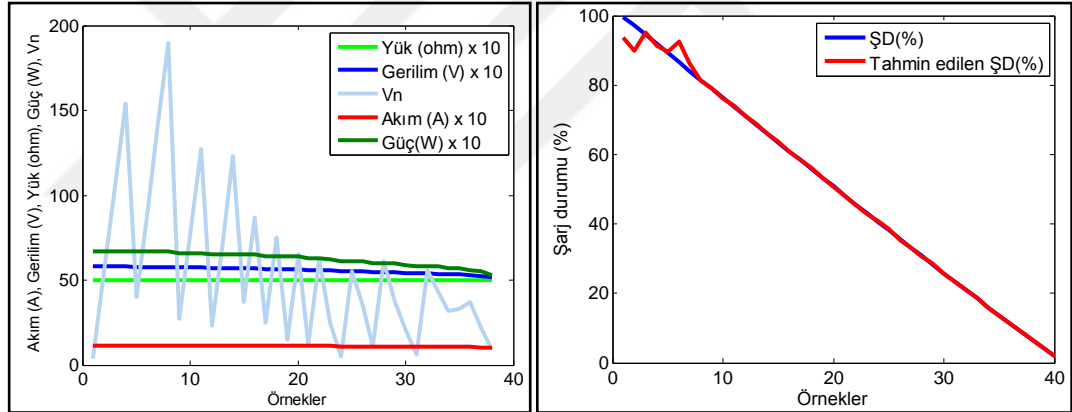 Akım (A), Gerilim (V), Yük (ohm), Güç (W), Vn
200
150
100
50
0
0
10
20
30
40
Örnekler
Yük (ohm) x 10
Gerilim (V) x 10
Vn
Akım (A) x 10
Güç(W) x 10
Şarj durumu (%)
100
80
60
40
20
0
0
10
20
30
40
Örnekler
ŞD(%)
Tahmin edilen ŞD(%)